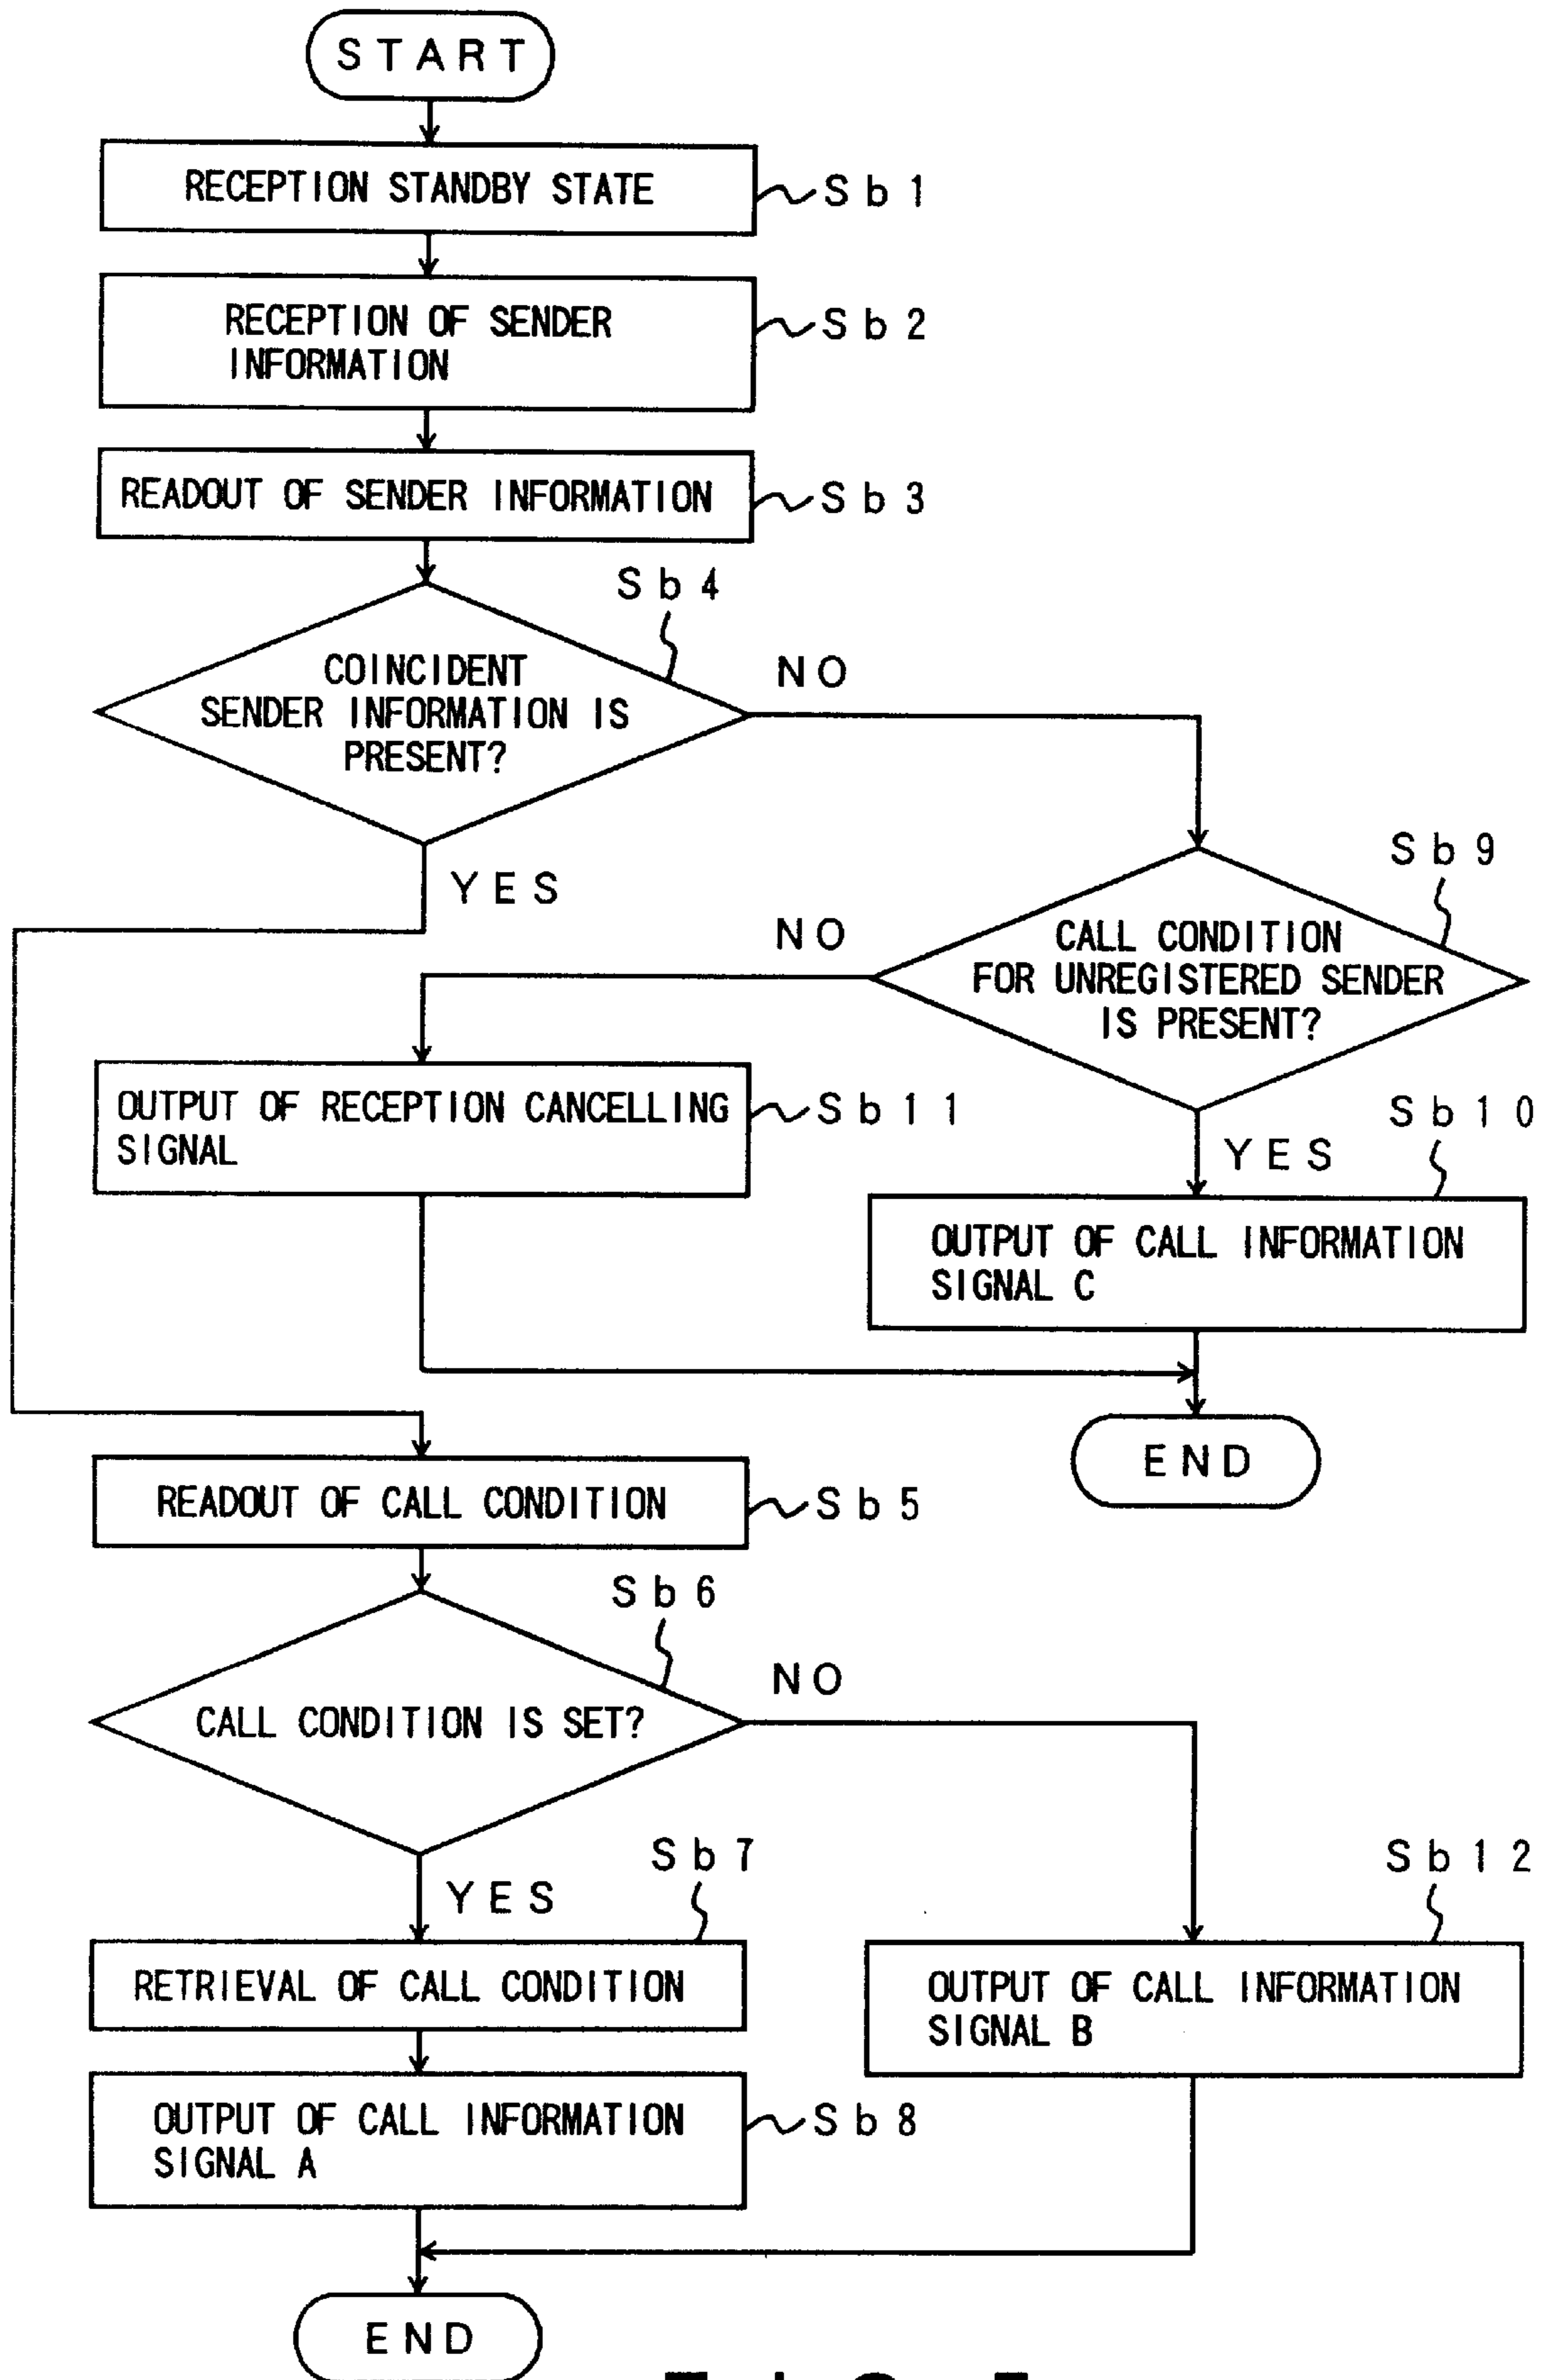 START
RECEPTION STANDBY STATE
Sb1
RECEPTION OF SENDER
INFORMATION
Sb2
READOUT OF SENDER INFORMATION
Sb3
Sb4
COINCIDENT
SENDER INFORMATION IS
PRESENT?
NO
YES
Sb9
CALL CONDITION
FOR UNREGISTERED SENDER
IS PRESENT?
NO
YES
OUTPUT OF RECEPTION CANCELLING
SIGNAL
Sb11
Sb10
OUTPUT OF CALL INFORMATION
SIGNAL C
END
READOUT OF CALL CONDITION
Sb5
Sb6
CALL CONDITION IS SET?
NO
YES
Sb7
RETRIEVAL OF CALL CONDITION
Sb12
OUTPUT OF CALL INFORMATION
SIGNAL B
OUTPUT OF CALL INFORMATION
SIGNAL A
Sb8
END